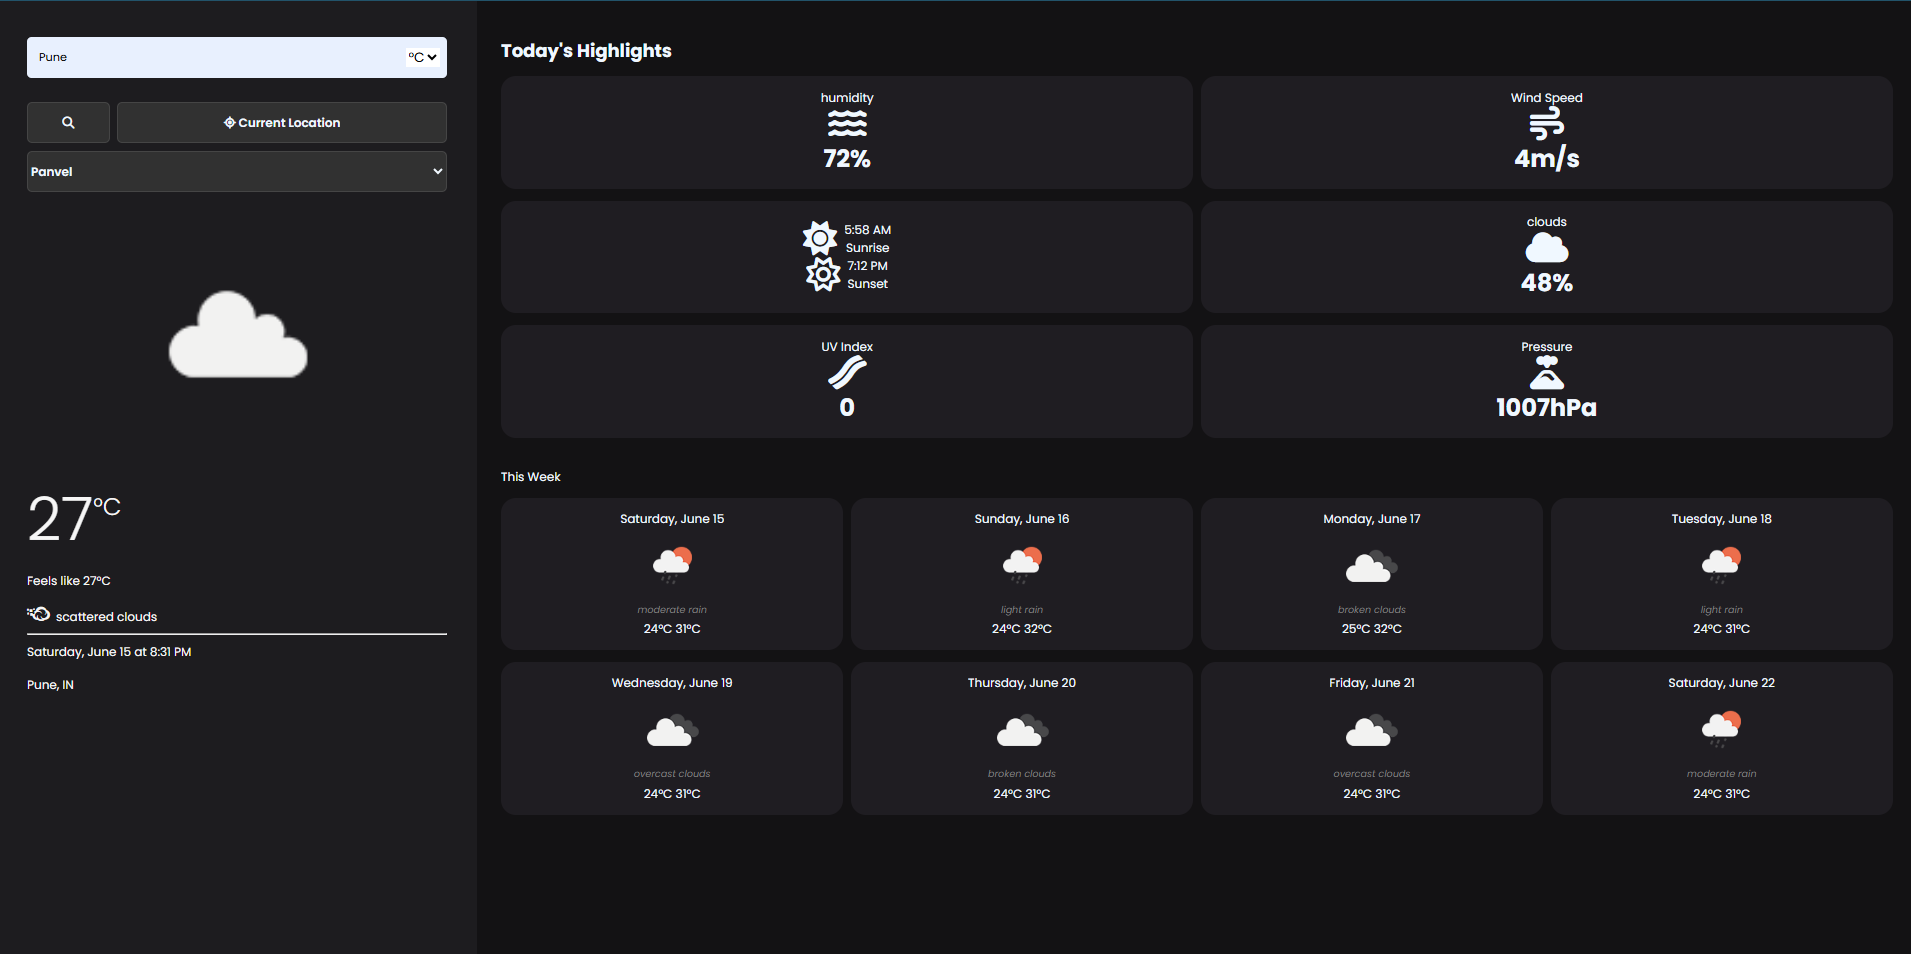 Pune
°C
Current Location
Panvel
27°C
Feels like 27°C
scattered clouds
Saturday, June 15 at 8:31 PM
Pune, IN
Today's Highlights
humidity
72%
Wind Speed
4m/s
5:58 AM
Sunrise
7:12 PM
Sunset
clouds
48%
UV Index
0
Pressure
1007hPa
This Week
Saturday, June 15
moderate rain
24°C 31°C
Sunday, June 16
light rain
24°C 32°C
Monday, June 17
broken clouds
25°C 32°C
Tuesday, June 18
light rain
24°C 31°C
Wednesday, June 19
overcast clouds
24°C 31°C
Thursday, June 20
broken clouds
24°C 31°C
Friday, June 21
overcast clouds
24°C 31°C
Saturday, June 22
moderate rain
24°C 31°C